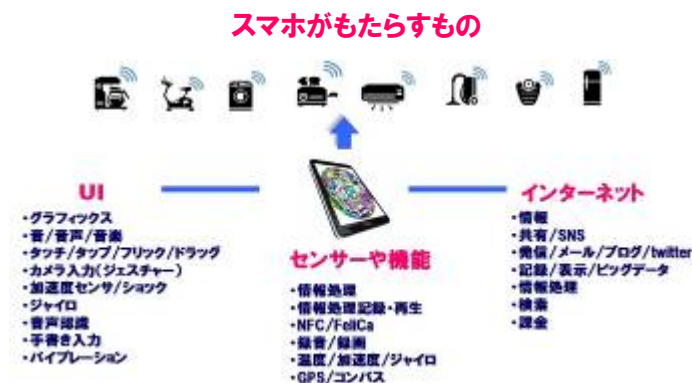 スマホがもたらすもの
UI
・グラフィックス
・音/音声/音楽
・タッチ/タップ/フリック/ドラッグ
・カメラ入力(ジェスチャー)
・加速度センサ/ショック
・ジャイロ
・音声認識
・手書き入力
・バイブレーション
センサーや機能
・情報処理
・情報処理記録・再生
・NFC/FeliCa
・録音/録画
・温度/加速度/ジャイロ
・GPS/コンパス
インターネット
・情報
・共有/SNS
・発信/メール/ブログ/twitter
・記録/表示/ビッグデータ
・情報処理
・検索
・課金